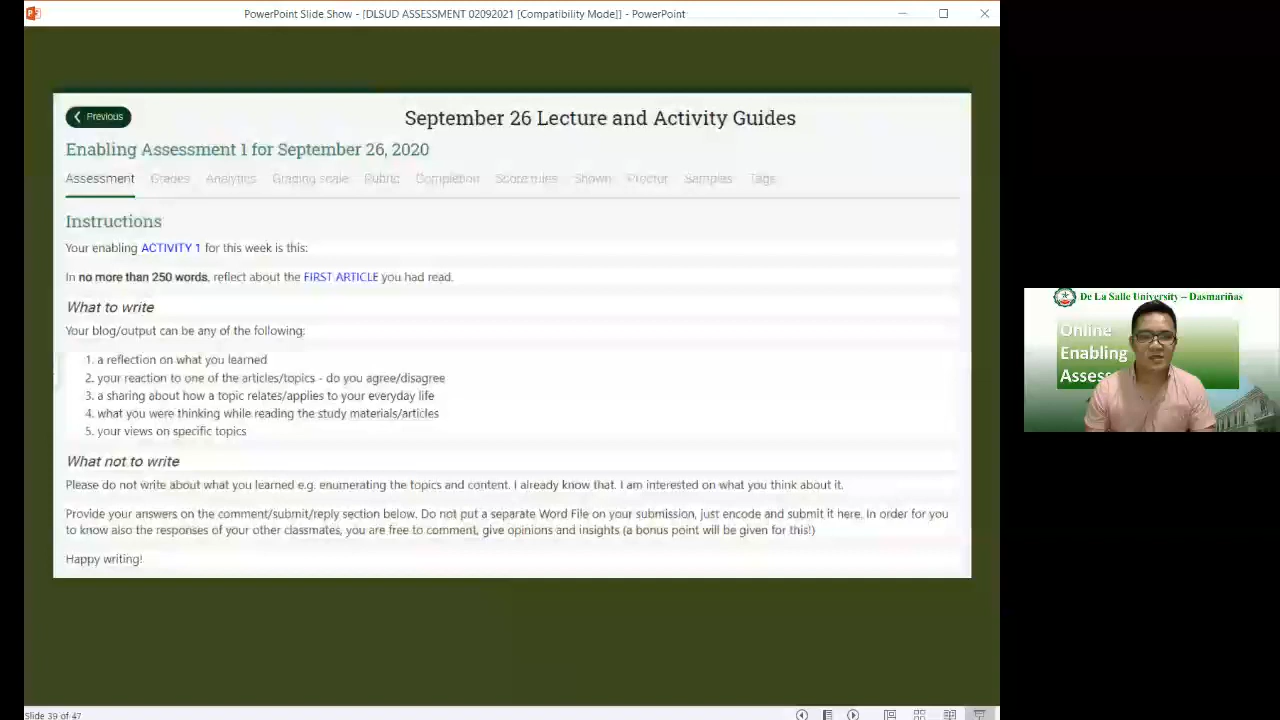 PowerPoint Slide Show - [DLSUD ASSESSMENT 02092021 [Compatibility Mode]] - PowerPoint
Previous
September 26 Lecture and Activity Guides
Enabling Assessment 1 for September 26, 2020
Assessment Grades Analytics Grading scale Rubric Completion Score rules Shown Proctor Samples Tags
Instructions
Your enabling ACTIVITY 1 for this week is this:
In no more than 250 words, reflect about the FIRST ARTICLE you had read.
What to write
Your blog/output can be any of the following:
1. a reflection on what you learned
2. your reaction to one of the articles/topics - do you agree/disagree
3. a sharing about how a topic relates/applies to your everyday life
4. what you were thinking while reading the study materials/articles
5. your views on specific topics
What not to write
Please do not write about what you learned e.g. enumerating the topics and content. I already know that. I am interested on what you think about it.
Provide your answers on the comment/submit/reply section below. Do not put a separate Word File on your submission, just encode and submit it here. In order for you
to know also the responses of your other classmates, you are free to comment, give opinions and insights (a bonus point will be given for this!)
Happy writing!
De La Salle University – Dasmariñas
Online
Enabling
Assess
Slide 39 of 47